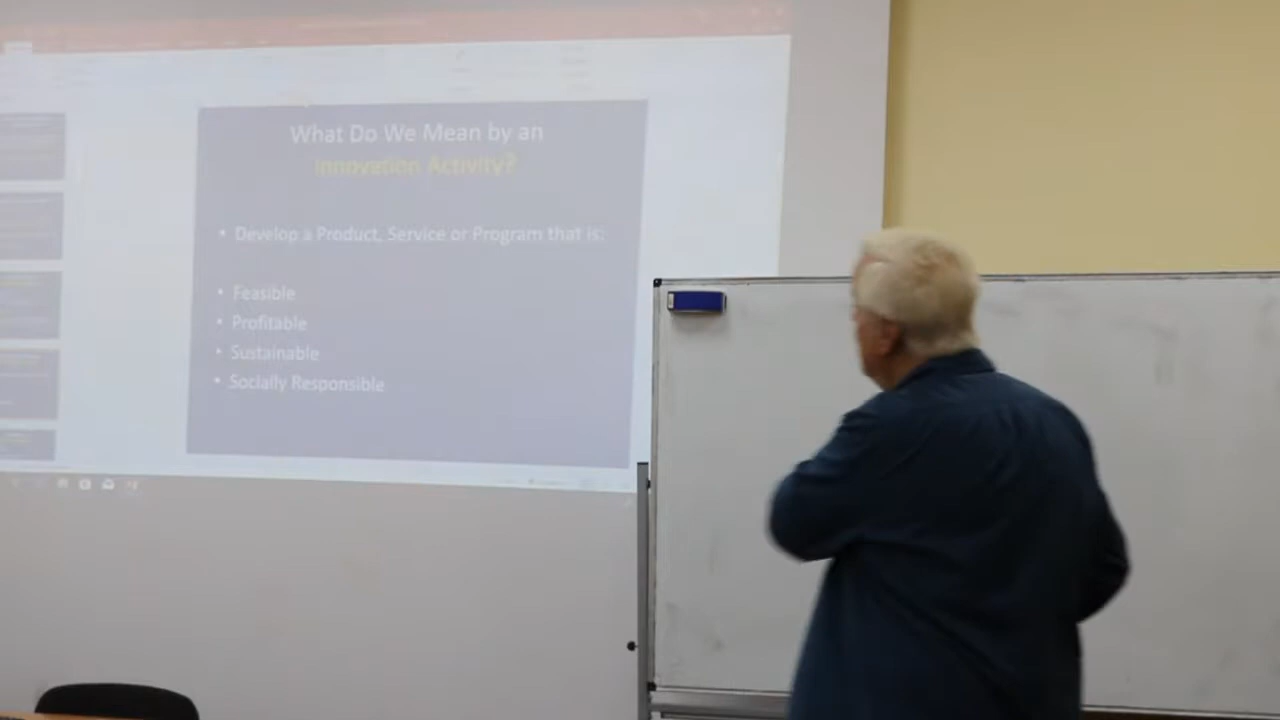 What Do We Mean by an
Innovation Activity?
• Develop a Product, Service or Program that is:
• Feasible
• Profitable
• Sustainable
• Socially Responsible